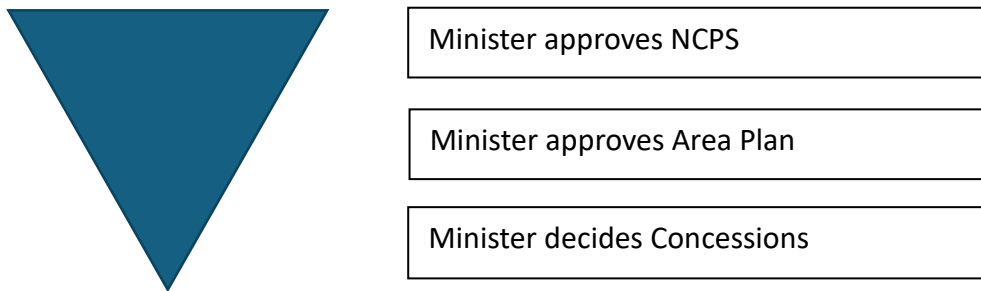 Minister approves NCPS
Minister approves Area Plan
Minister decides Concessions